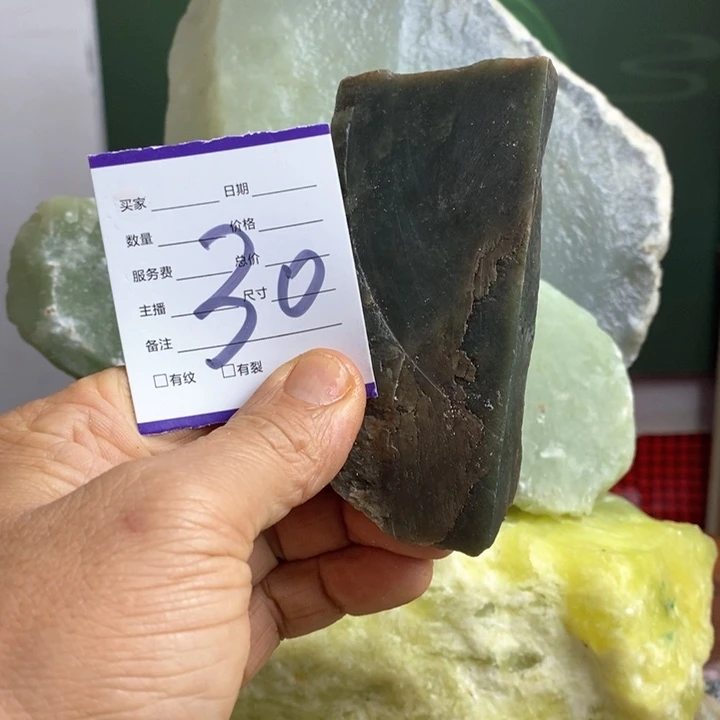 买家 日期
数量 价格
服务费 总价
主播 尺寸
备注
□有纹 □有裂
30